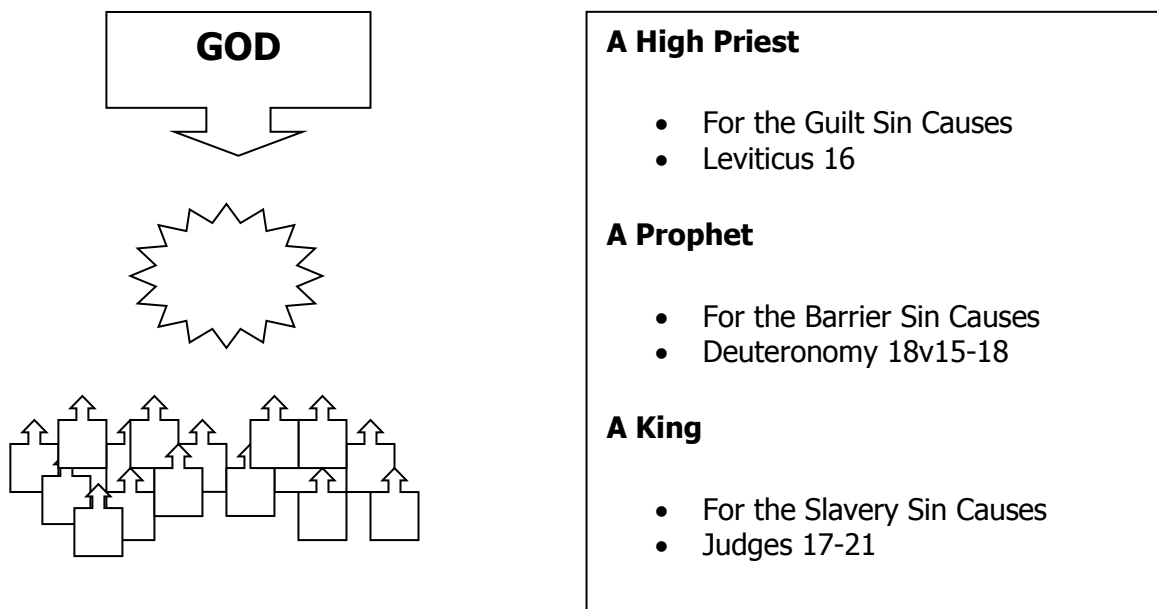 GOD
A High Priest
• For the Guilt Sin Causes
• Leviticus 16
A Prophet
• For the Barrier Sin Causes
• Deuteronomy 18v15-18
A King
• For the Slavery Sin Causes
• Judges 17-21